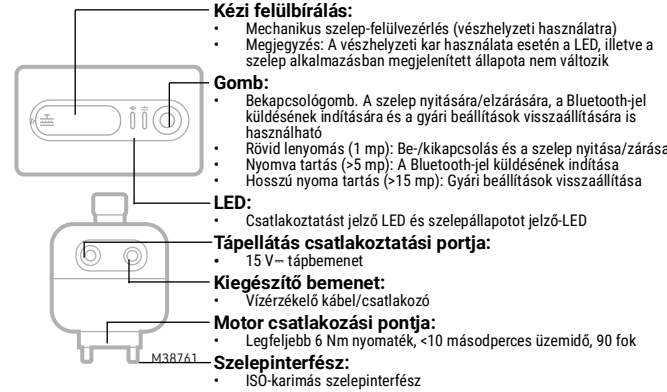 Kézi felülbírálás:
• Mechanikus szelep-felülvezérlés (vészhelyzeti használatra)
• Megjegyzés: A vészhelyzeti kar használata esetén a LED, illetve a
szelep alkalmazásban megjelenített állapota nem változik
Gomb:
• Bekapcsológomb. A szelep nyitására/elzárására, a Bluetooth-jel
küldésének indítására és a gyári beállítások visszaállítására is
használható
• Rövid lenyomás (1 mp): Be-/kikapcsolás és a szelep nyitása/zárása
• Nyomva tartás (>5 mp): A Bluetooth-jel küldésének indítása
• Hosszú nyoma tartás (>15 mp): Gyári beállítások visszaállítása
LED:
• Csatlakoztatást jelző LED és szelepállapotot jelző-LED
Tápellátás csatlakoztatási portja:
• 15 V⎓ tápbemenet
Kiegészítő bemenet:
• Vízérzékelő kábel/csatlakozó
Motor csatlakozási pontja:
• Legfeljebb 6 Nm nyomaték, <10 másodperces üzemidő, 90 fok
M38761
Szelepinterfész:
• ISO-karimás szelepinterfész